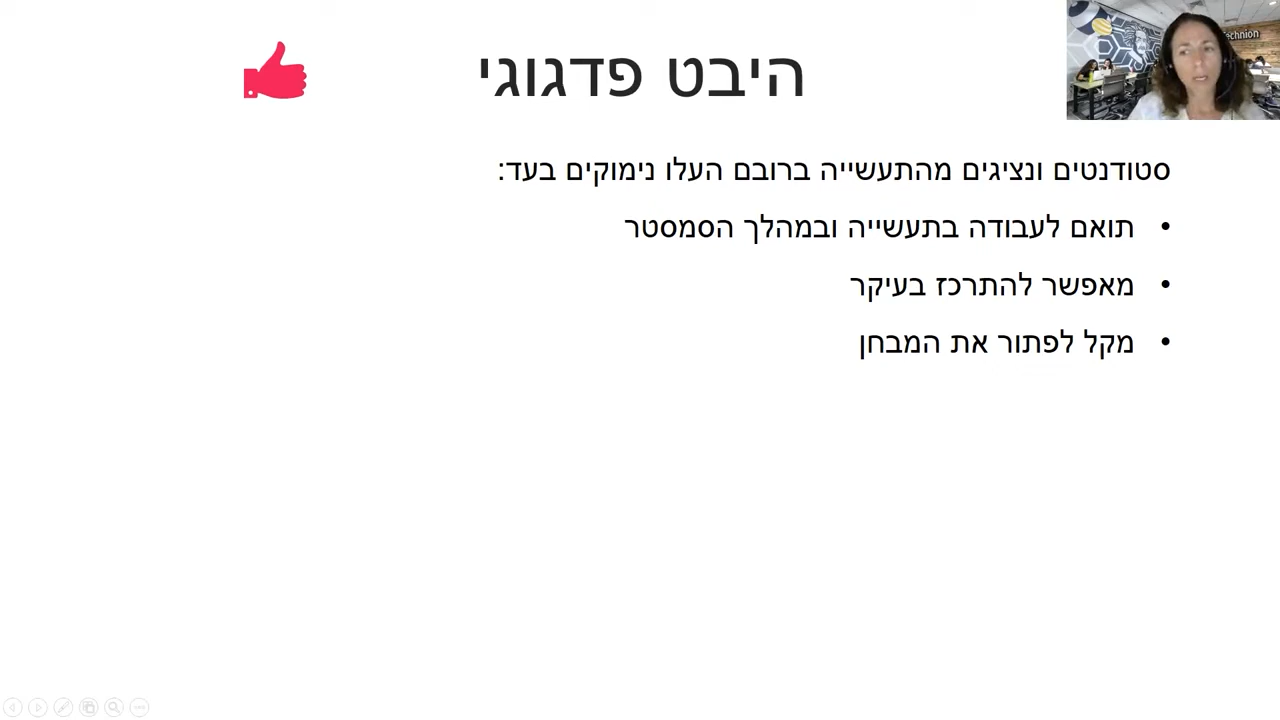 היבט פדגוגי
Technion
סטודנטים ונציגים מהתעשייה ברובם העלו נימוקים בעד:
• תואם לעבודה בתעשייה ובמהלך הסמסטר
• מאפשר להתרכז בעיקר
• מקל לפתור את המבחן